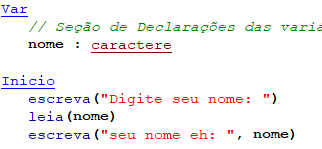 Var
// Seção de Declarações das varia
nome : caractere
Inicio
escreva("Digite seu nome: ")
leia(nome)
escreva("seu nome eh: ", nome)